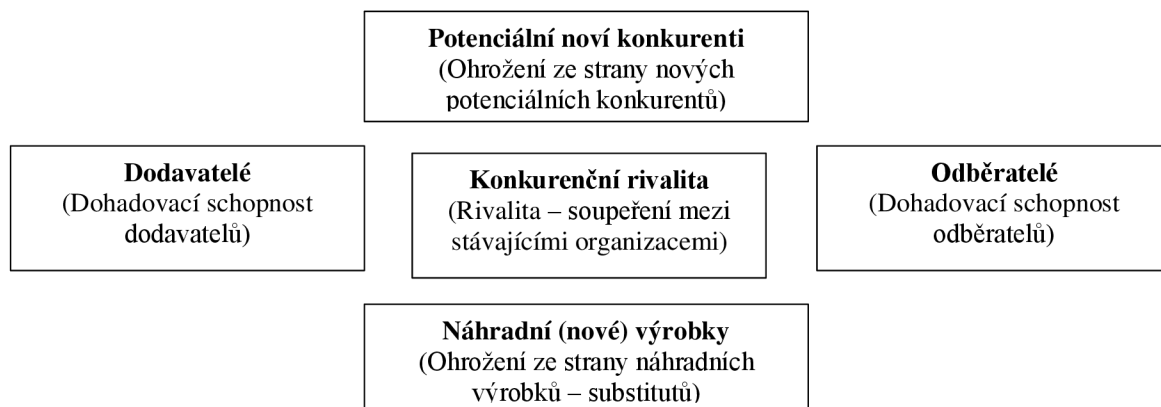 Potenciální noví konkurenti
(Ohrožení ze strany nových
potenciálních konkurentů)
Dodavatelé
(Dohadovací schopnost
dodavatelů)
Konkurenční rivalita
(Rivalita – soupeření mezi
stávajícími organizacemi)
Odběratelé
(Dohadovací schopnost
odběratelů)
Náhradní (nové) výrobky
(Ohrožení ze strany náhradních
výrobků – substitutů)